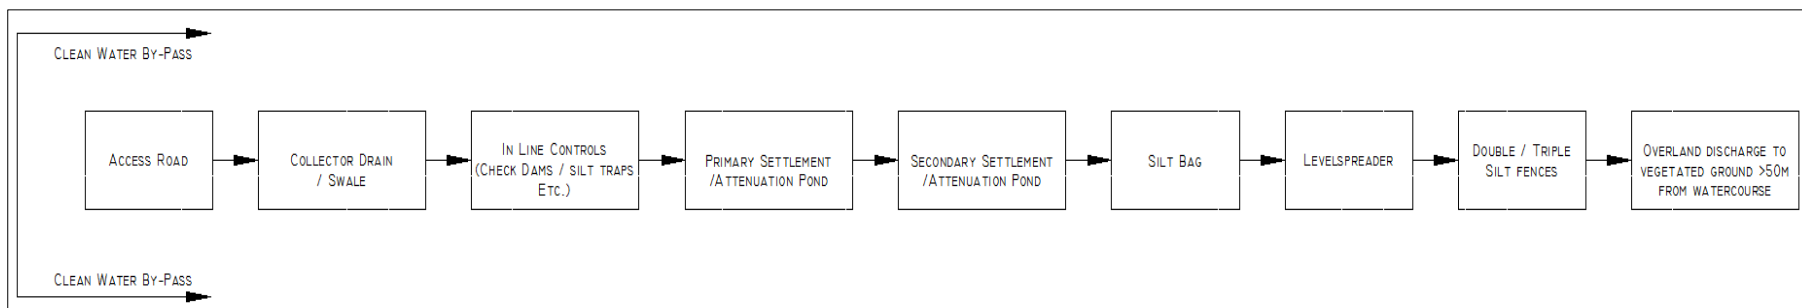 Clean Water By-Pass
Access Road
Collector Drain
/ Swale
In Line Controls
(Check Dams / silt traps
Etc.)
Primary Settlement
/Attenuation Pond
Secondary Settlement
/Attenuation Pond
Silt Bag
Levelspreader
Double / Triple
Silt fences
Overland discharge to
vegetated ground >50m
from watercourse
Clean Water By-Pass